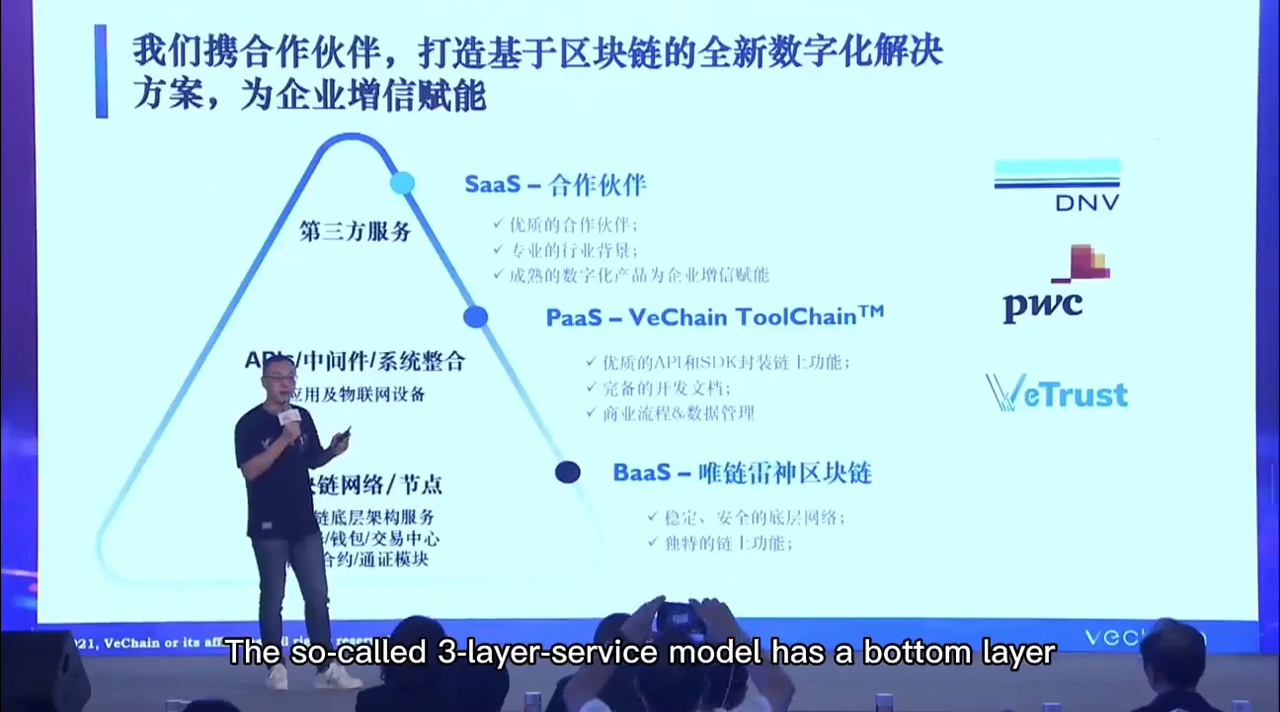 我们携合作伙伴，打造基于区块链的全新数字化解决
方案，为企业增信赋能
SaaS – 合作伙伴
✓ 优质的合作伙伴；
✓ 专业的行业背景；
✓ 成熟的数字化产品为企业增信赋能
第三方服务
PaaS – VeChain ToolChain™
✓ 优质的API和SDK封装链上功能；
✓ 完备的开发文档；
✓ 商业流程&数据管理
APIs/中间件/系统整合
应用及物联网设备
BaaS – 唯链雷神区块链
✓ 稳定、安全的底层网络；
✓ 独特的链上功能；
块链网络/节点
链底层架构服务
/钱包/交易中心
合约/通证模块
DNV
pwc
VeTrust
21, VeChain or its
The so-called 3-layer-service model has a bottom layer